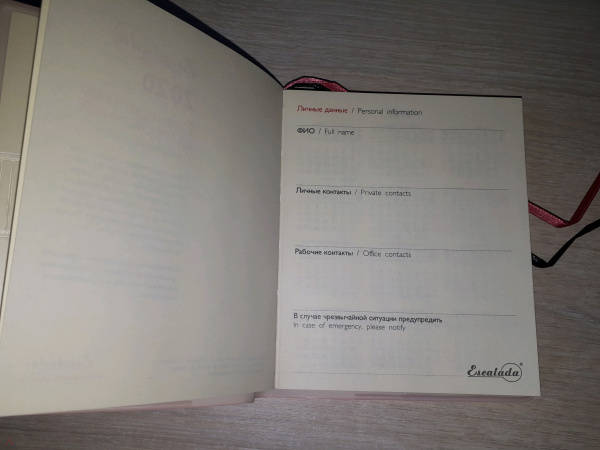 2020
Личные данные / Personal information
ФИО / Full name
Личные контакты / Private contacts
Рабочие контакты / Office contacts
В случае чрезвычайной ситуации предупредить
In case of emergency, please notify
Escalada ®